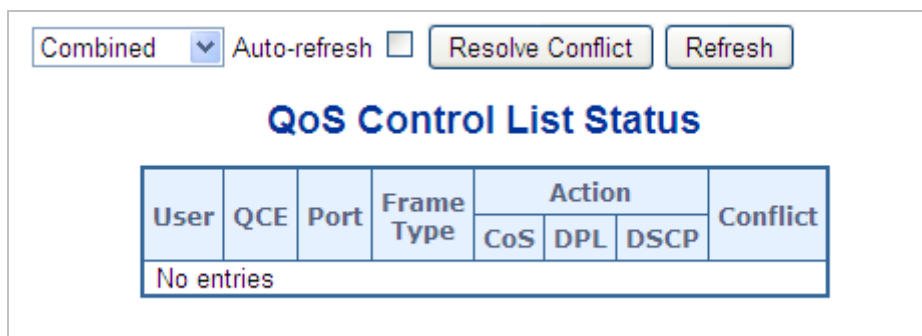 Combined Auto-refresh Resolve Conflict Refresh
QoS Control List Status
User QCE Port Frame Type Action Conflict
CoS DPL DSCP
No entries